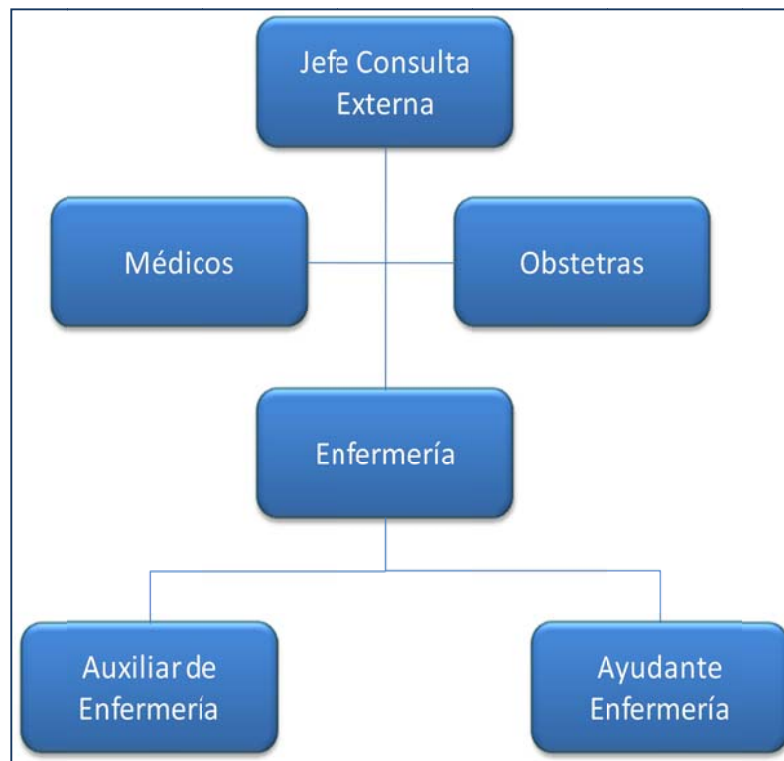 Jefe Consulta
Externa
Médicos
Obstetras
Enfermería
Auxiliar de
Enfermería
Ayudante
Enfermería